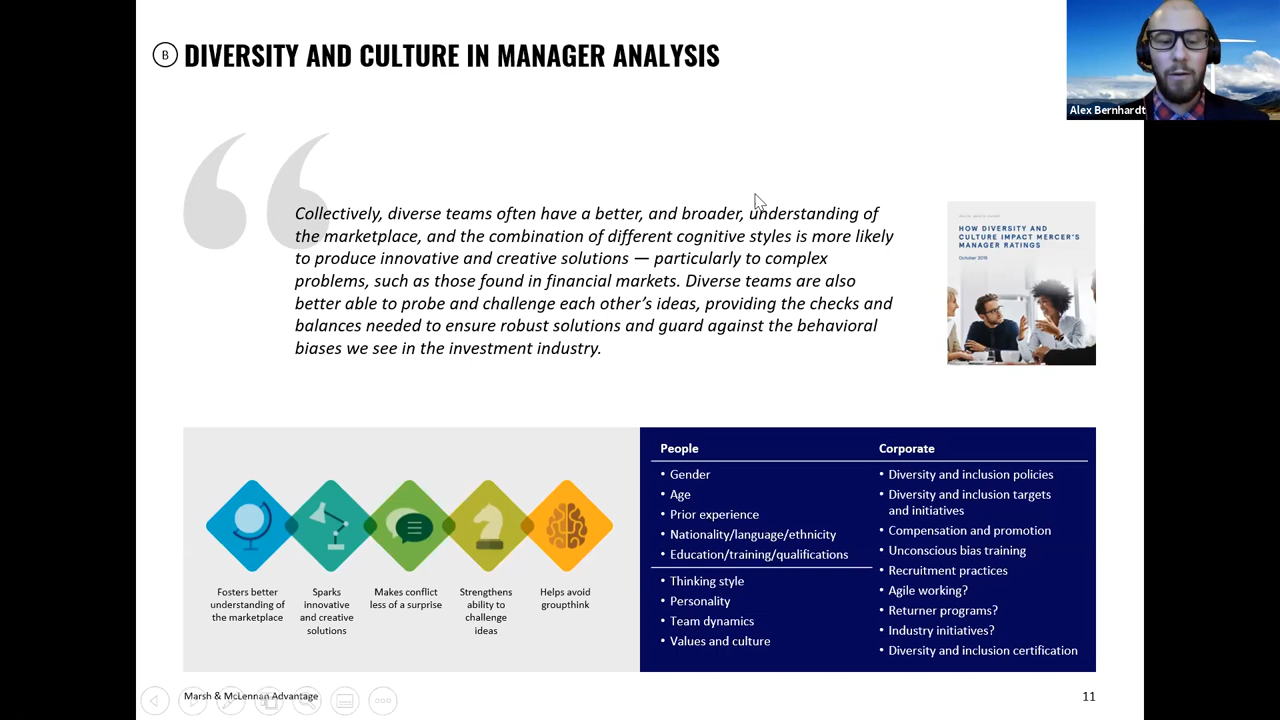 B DIVERSITY AND CULTURE IN MANAGER ANALYSIS
Alex Bernhardt
Collectively, diverse teams often have a better, and broader, understanding of
the marketplace, and the combination of different cognitive styles is more likely
to produce innovative and creative solutions — particularly to complex
problems, such as those found in financial markets. Diverse teams are also
better able to probe and challenge each other's ideas, providing the checks and
balances needed to ensure robust solutions and guard against the behavioral
biases we see in the investment industry.
HOW DIVERSITY AND
CULTURE IMPACT MERCER'S
MANAGER RATINGS
Fosters better
understanding of
the marketplace
Sparks
innovative
and creative
solutions
Makes conflict
less of a surprise
Strengthens
ability to
challenge
ideas
Helps avoid
groupthink
People
• Gender
• Age
• Prior experience
• Nationality/language/ethnicity
• Education/training/qualifications
• Thinking style
• Personality
• Team dynamics
• Values and culture
Corporate
• Diversity and inclusion policies
• Diversity and inclusion targets
and initiatives
• Compensation and promotion
• Unconscious bias training
• Recruitment practices
• Agile working?
• Returner programs?
• Industry initiatives?
• Diversity and inclusion certification
Marsh & McLennan Advantage
11